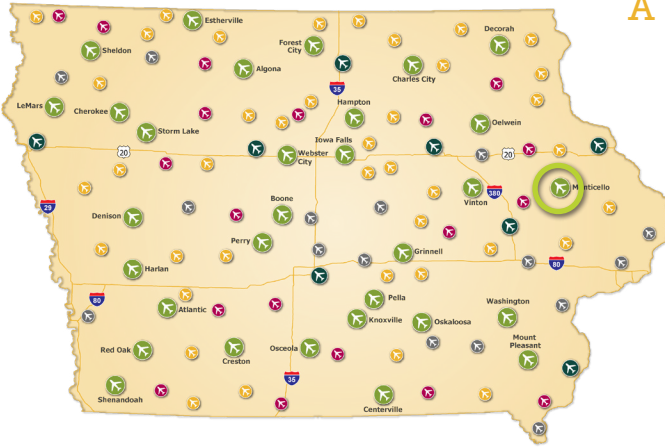 A
Estherville
Decorah
Forest
City
Sheldon
Algona
Charles City
35
LeMars
Cherokee
Hampton
Oelwein
Storm Lake
Iowa Falls
20
Webster
City
20
Monticello
Vinton
380
29
Boone
Denison
Perry
Grinnell
Harlan
80
80
Pella
Washington
Atlantic
Knoxville
Oskaloosa
Mount
Pleasant
Red Oak
Creston
Osceola
35
Shenandoah
Centerville